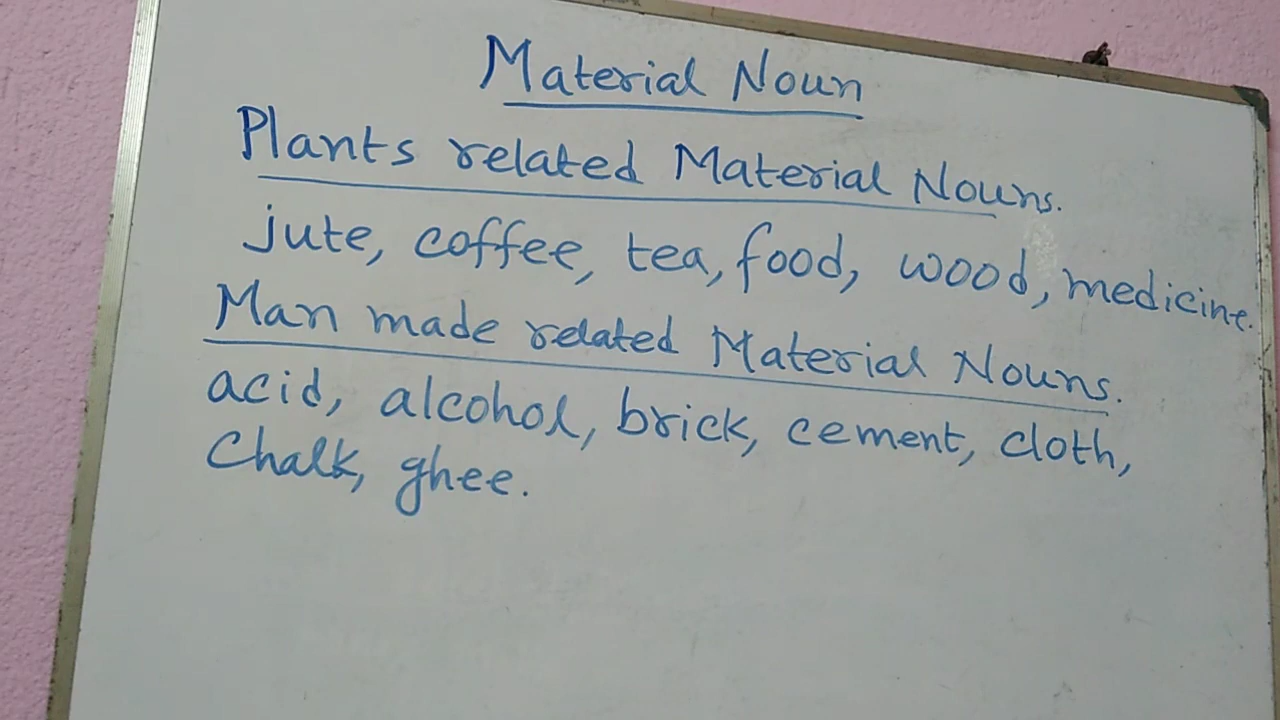 Material Noun
Plants related Material Nouns.
jute, coffee, tea, food, wood, medicine.
Man made related Material Nouns.
acid, alcohol, brick, cement, cloth,
Chalk, ghee.